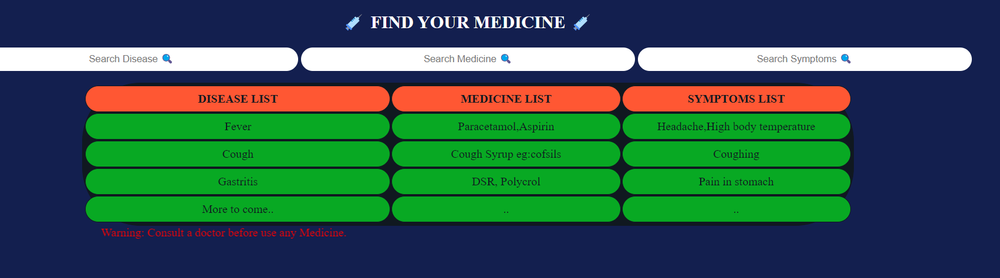 FIND YOUR MEDICINE
Search Disease Search Medicine Search Symptoms
DISEASE LIST MEDICINE LIST SYMPTOMS LIST
Fever Paracetamol,Aspirin Headache,High body temperature
Cough Cough Syrup eg:cofsils Coughing
Gastritis DSR, Polycrol Pain in stomach
More to come.. .. ..
Warning: Consult a doctor before use any Medicine.